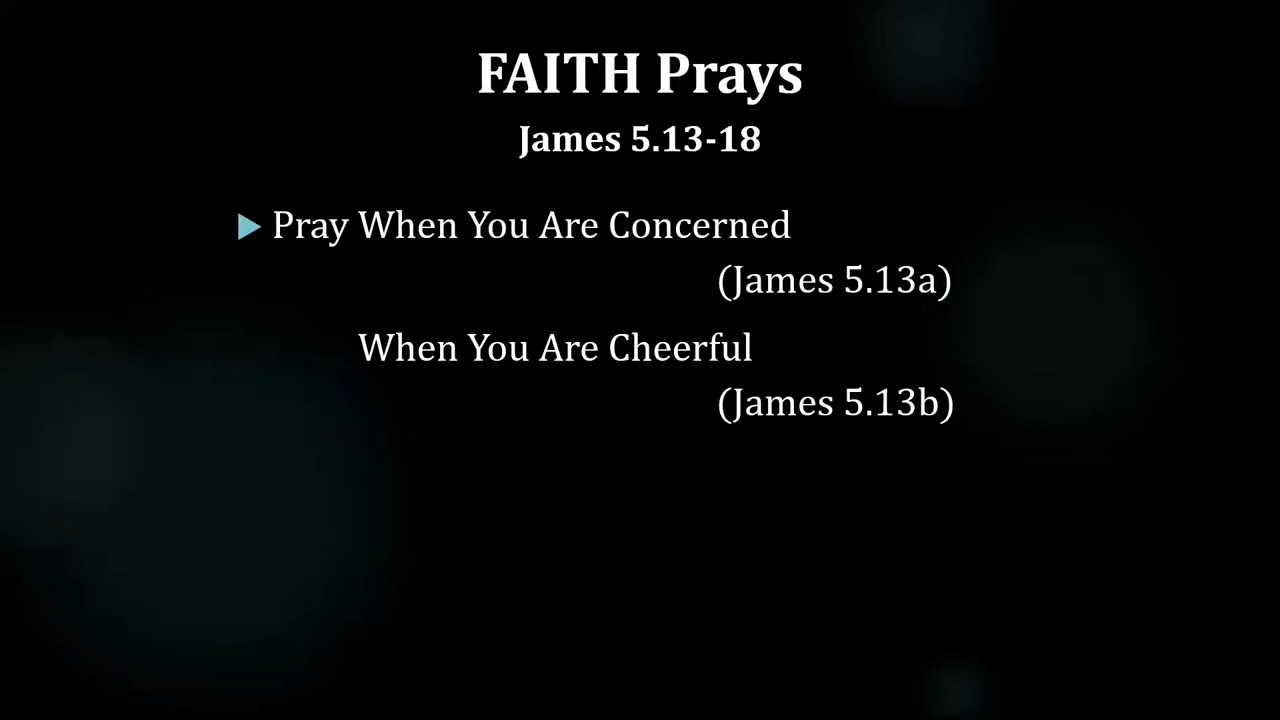 FAITH Prays
James 5.13-18
Pray When You Are Concerned
(James 5.13a)
When You Are Cheerful
(James 5.13b)